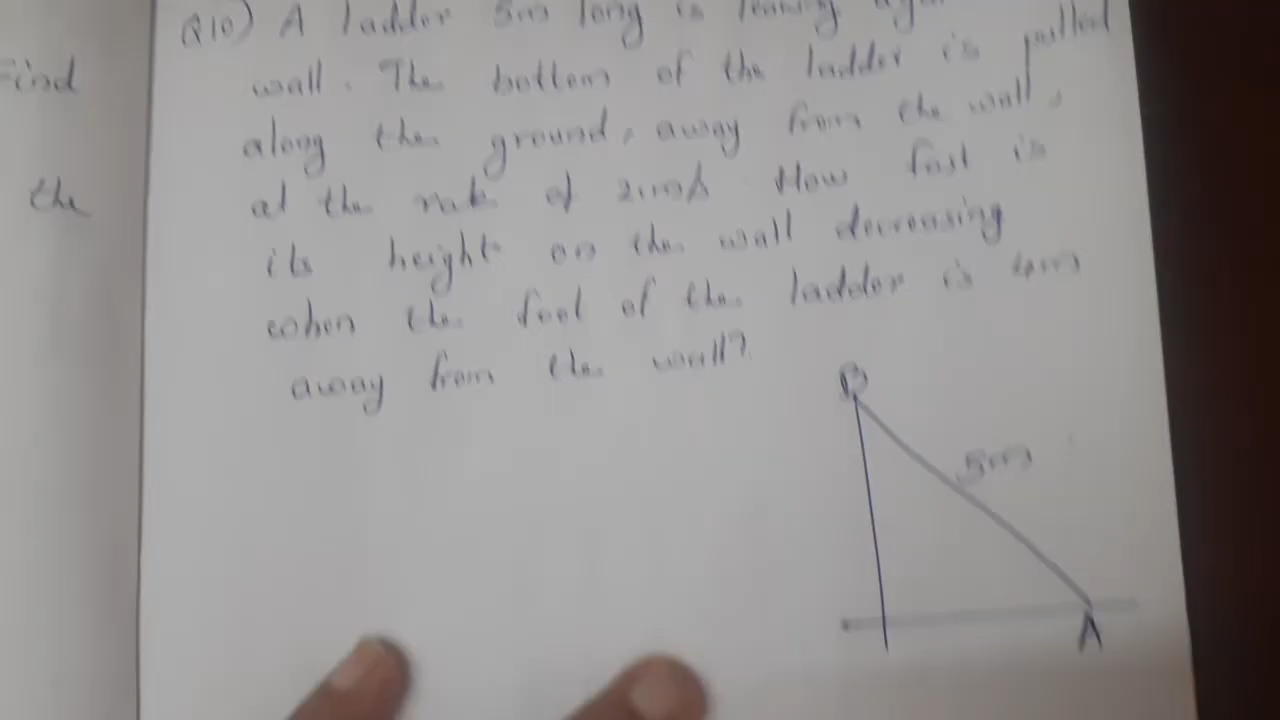 Find
the
Q10) A ladder 5m long is leaning
wall. The bottom of the ladder is pulled
along the ground, away from the wall,
at the rate of How fast is
its height on the wall decreasing
when the foot of the ladder is 4m
away from the wall?
B
5m
A